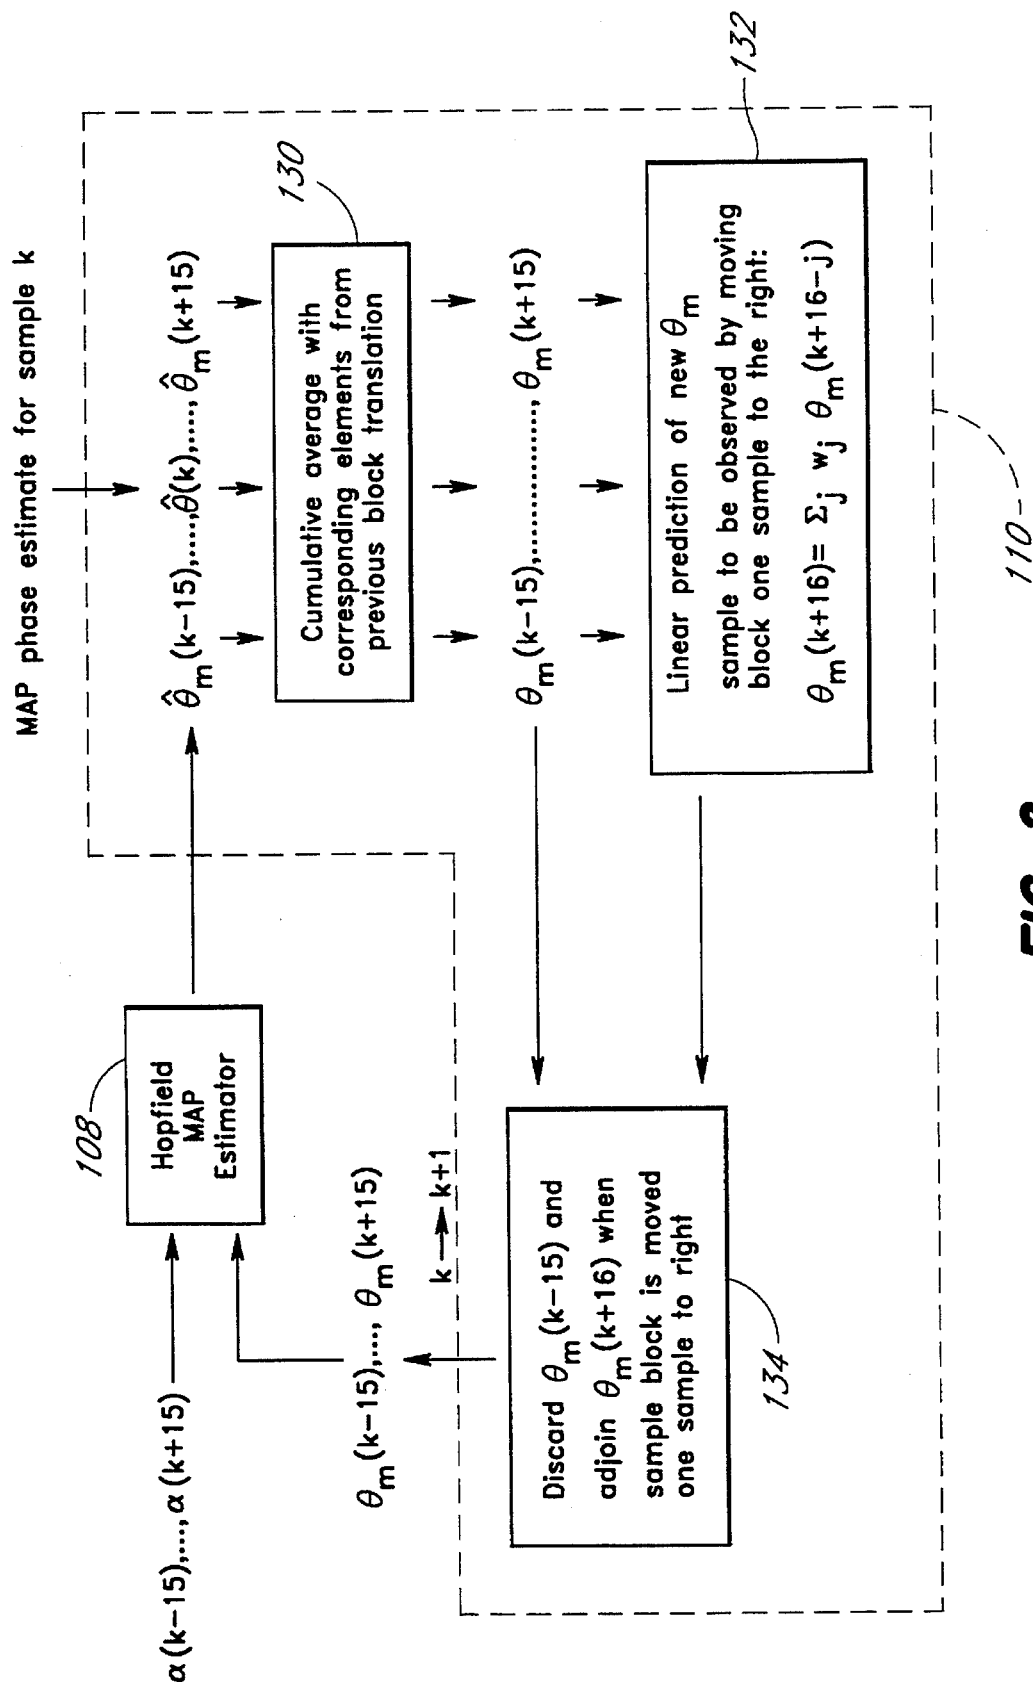 MAP phase estimate for sample k
α(k−15),...,α(k+15)
108
Hopfield
MAP
Estimator
θ̂m(k−15),....,θ̂(k),....,θ̂m(k+15)
130
Cumulative average with
corresponding elements from
previous block translation
θm(k−15),...,θm(k+15)
k→k+1
θm(k−15),..............,θm(k+15)
Discard θm(k−15) and
adjoin θm(k+16) when
sample block is moved
one sample to right
134
Linear prediction of new θm
sample to be observed by moving
block one sample to the right:
θm(k+16)= Σj wj θm(k+16−j)
132
110